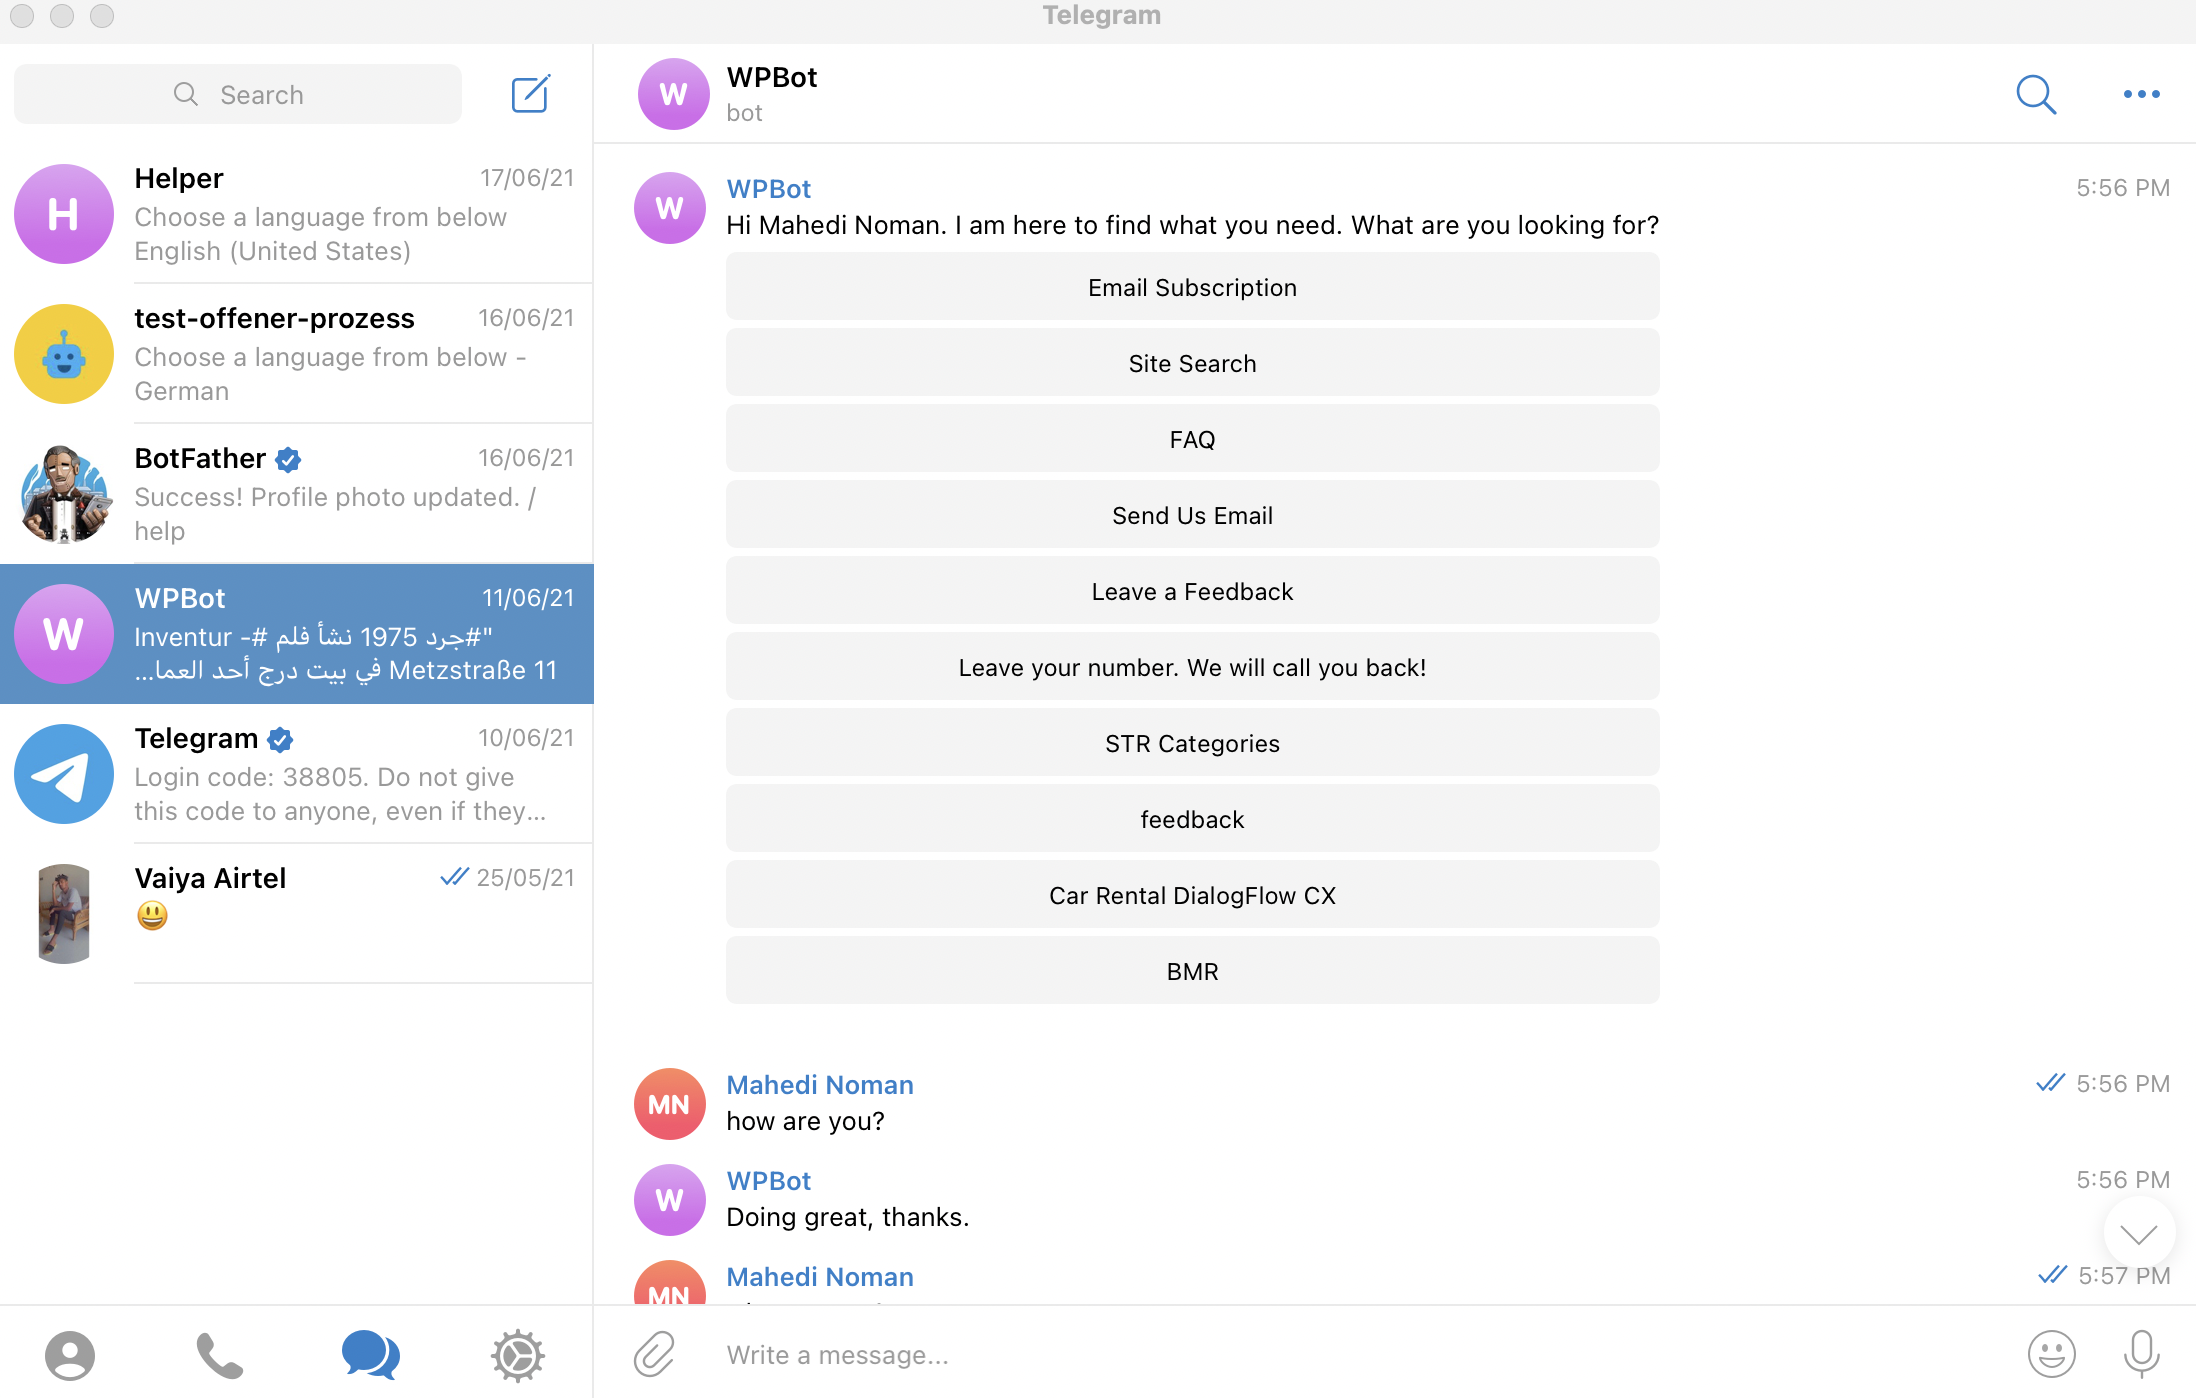 Telegram
Search
H
Helper
17/06/21
Choose a language from below
English (United States)
test-offener-prozess
16/06/21
Choose a language from below -
German
BotFather
16/06/21
Success! Profile photo updated. /
help
W
WPBot
11/06/21
Inventur -# جرد 1975 نشأ فلم#"
Metzstraße 11 في بيت درج أحد العما...
Telegram
10/06/21
Login code: 38805. Do not give
this code to anyone, even if they...
Vaiya Airtel
25/05/21
😃
W
WPBot
bot
W
WPBot
5:56 PM
Hi Mahedi Noman. I am here to find what you need. What are you looking for?
Email Subscription
Site Search
FAQ
Send Us Email
Leave a Feedback
Leave your number. We will call you back!
STR Categories
feedback
Car Rental DialogFlow CX
BMR
MN
Mahedi Noman
5:56 PM
how are you?
W
WPBot
5:56 PM
Doing great, thanks.
MN
Mahedi Noman
5:57 PM
Write a message...